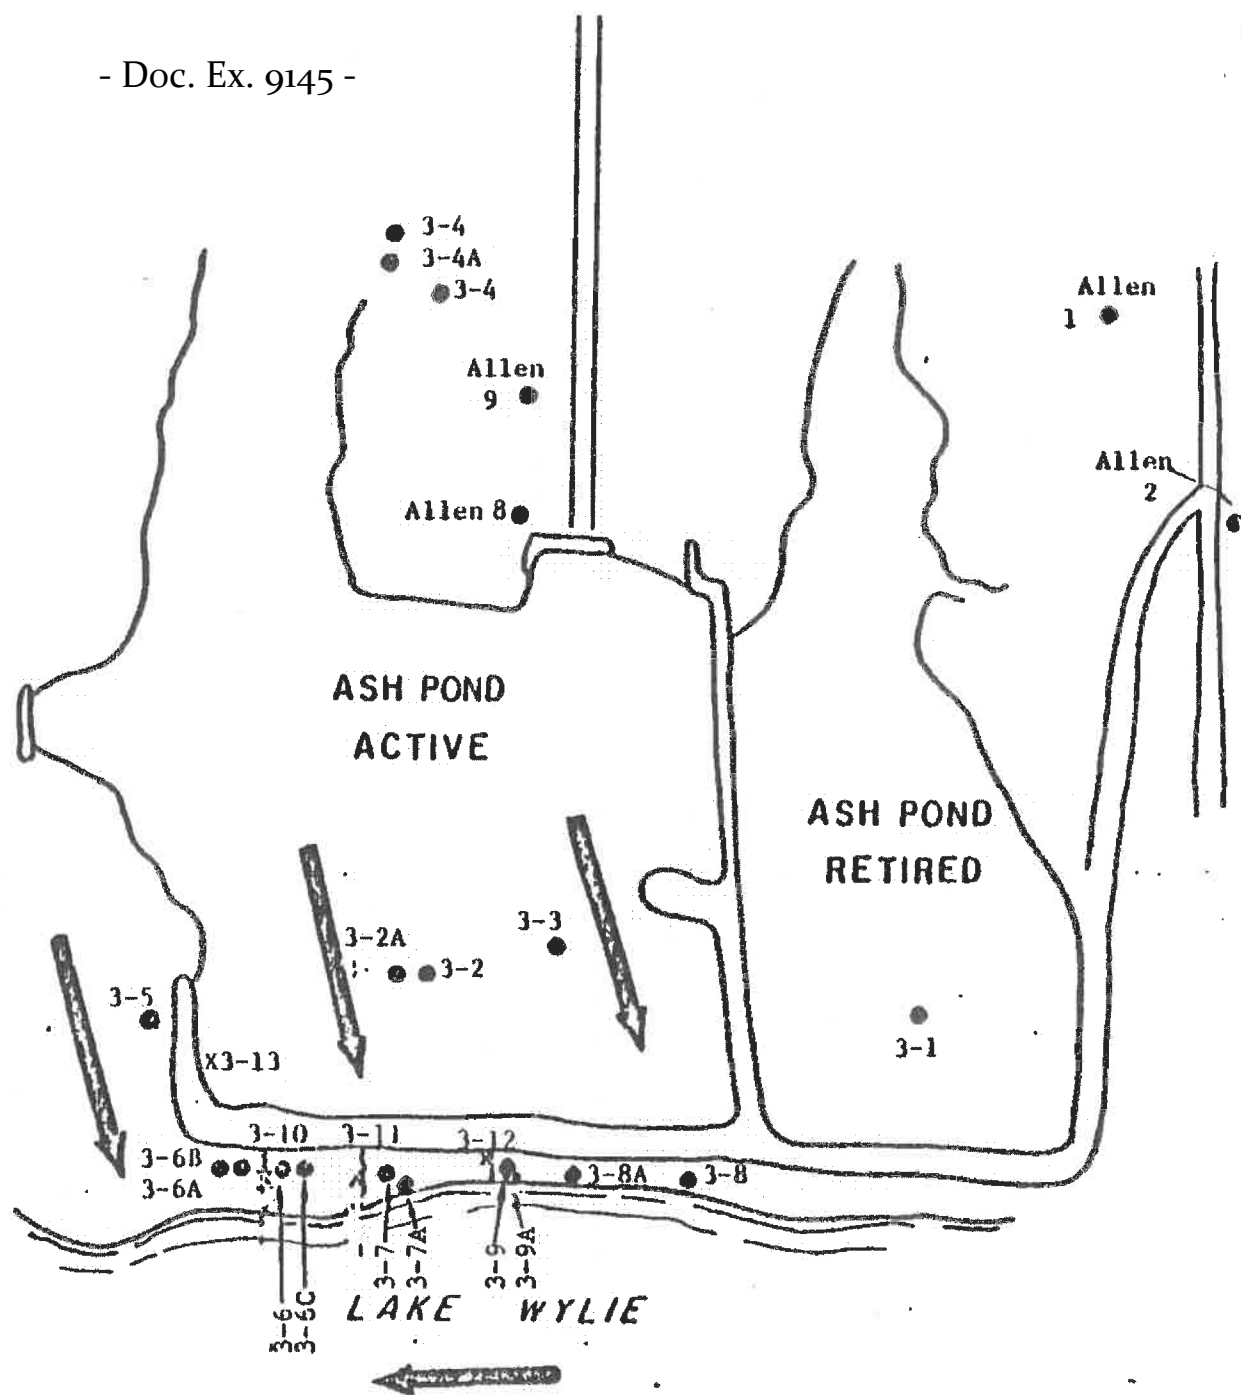 - Doc. Ex. 9145 -
3-4
3-4A
3-4
Allen
1
Allen
9
Allen
2
Allen 8
ASH POND
ACTIVE
ASH POND
RETIRED
3-3
3-2A
3-2
3-5
3-1
X3-13
3-10
3-11
3-12
X
3-6B
3-6A
3-8A
3-8
3-7
3-7A
3-9
3-9A
3-6
3-6C
LAKE WYLIE